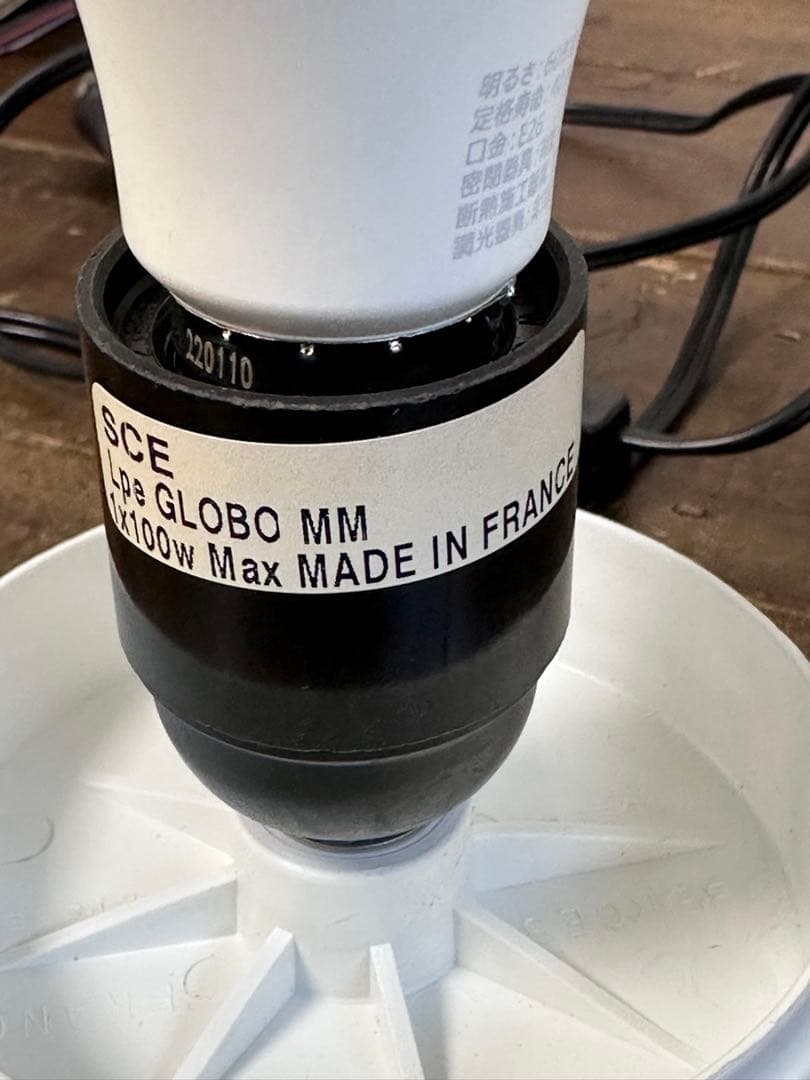 明るさ:
定格寿命:
口金:E26
密閉器具:
断熱施工器具:
調光器具:
220110
SCE
Lpe GLOBO MM
1x100w Max MADE IN FRANCE